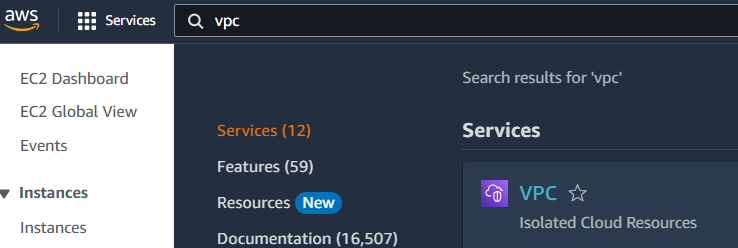 aws
Services
vpc
EC2 Dashboard
EC2 Global View
Events
Instances
Instances
Services (12)
Features (59)
Resources New
Documentation (16,507)
Search results for 'vpc'
Services
VPC
Isolated Cloud Resources